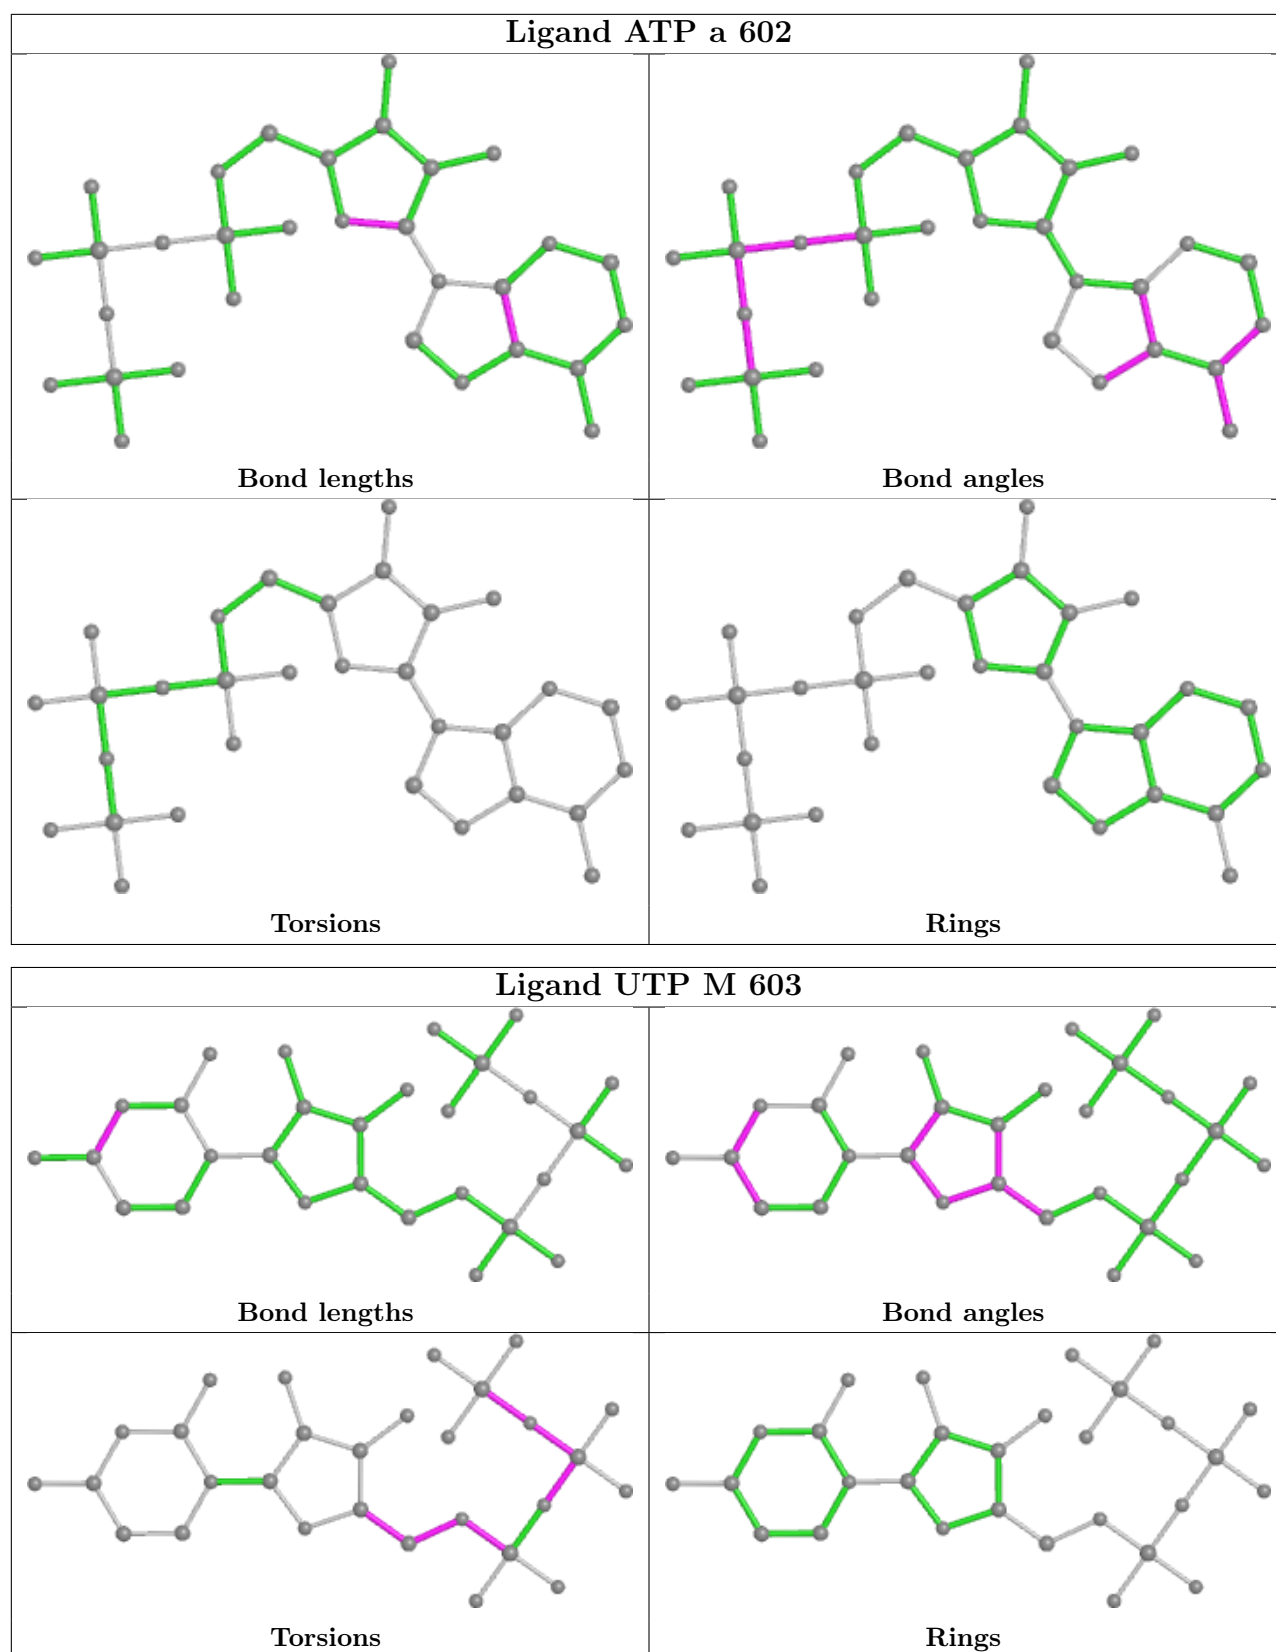 Ligand ATP a 602
Bond lengths
Bond angles
Torsions
Rings
Ligand UTP M 603
Bond lengths
Bond angles
Torsions
Rings